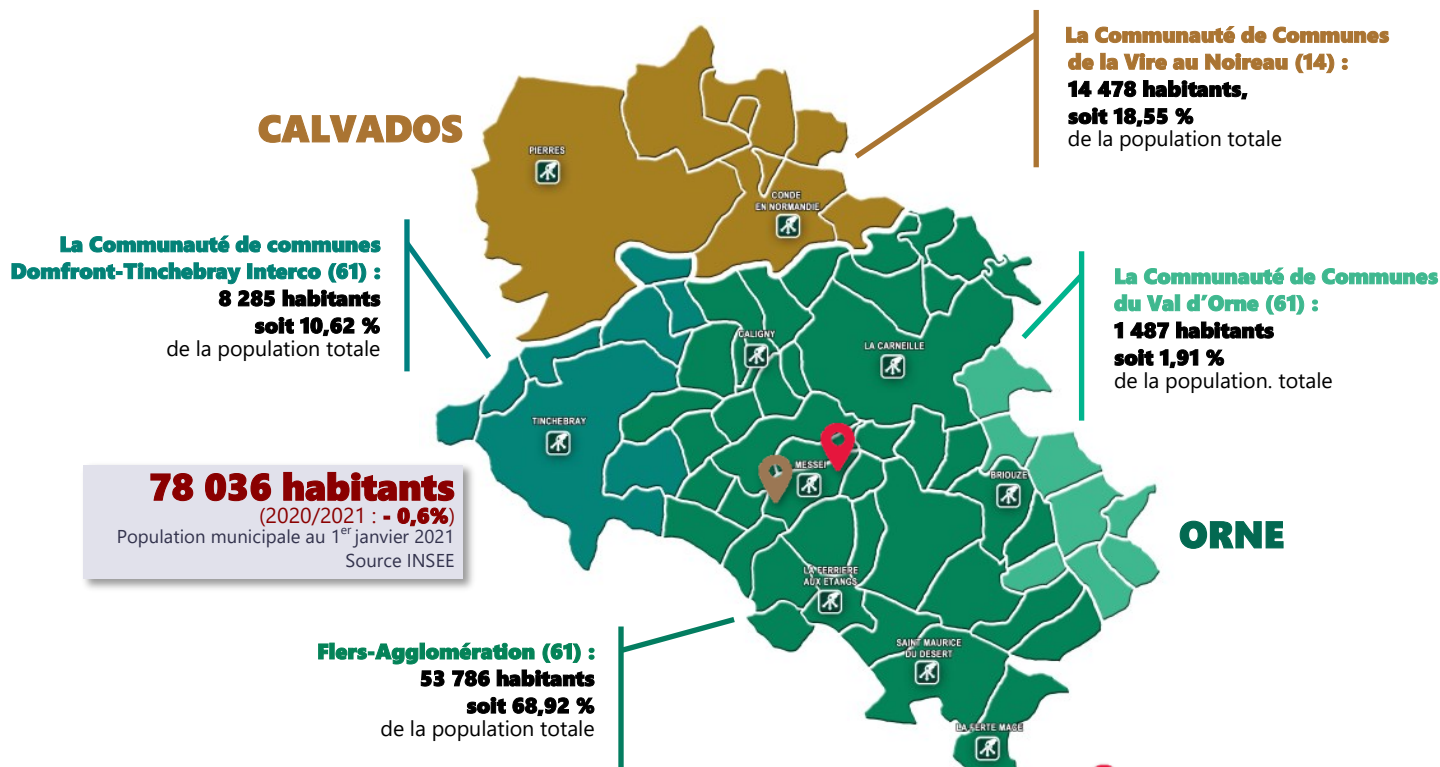 La Communauté de Communes
de la Vire au Noireau (14) :
14 478 habitants,
soit 18,55 %
de la population totale
CALVADOS
PIERRES
CONDE
EN NORMANDIE
La Communauté de communes
Domfront-Tinchebray Interco (61) :
8 285 habitants
soit 10,62 %
de la population totale
La Communauté de Communes
du Val d’Orne (61) :
1 487 habitants
soit 1,91 %
de la population. totale
CALIGNY
LA CARNEILLE
TINCHEBRAY
MESSEI
BRIOUZE
78 036 habitants
(2020/2021 : - 0,6%)
Population municipale au 1er janvier 2021
Source INSEE
ORNE
LA FERRIERE
AUX ETANGS
SAINT MAURICE
DU DESERT
Flers-Agglomération (61) :
53 786 habitants
soit 68,92 %
de la population totale
LA FERTE MACE